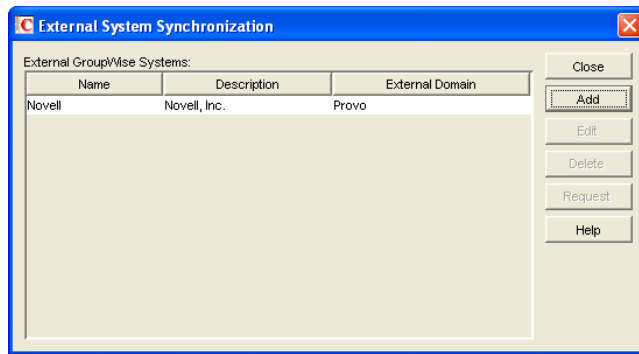 C External System Synchronization
External GroupWise Systems:
Name Description External Domain
Novell Novell, Inc. Provo
Close
Add
Edit
Delete
Request
Help